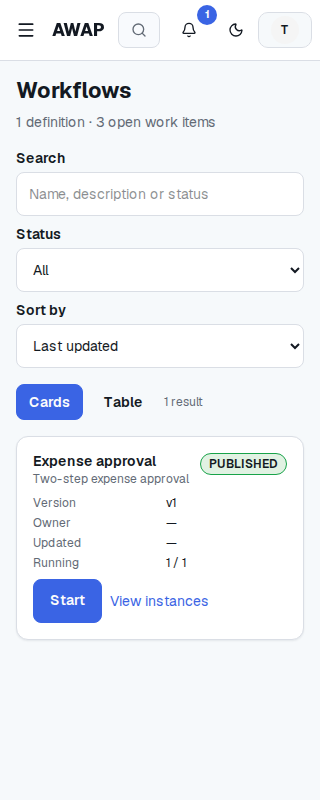 AWAP
1
T
Workflows
1 definition · 3 open work items
Search
Name, description or status
Status
All
Sort by
Last updated
Cards
Table
1 result
Expense approval
PUBLISHED
Two-step expense approval
Version
v1
Owner
—
Updated
—
Running
1 / 1
Start
View instances